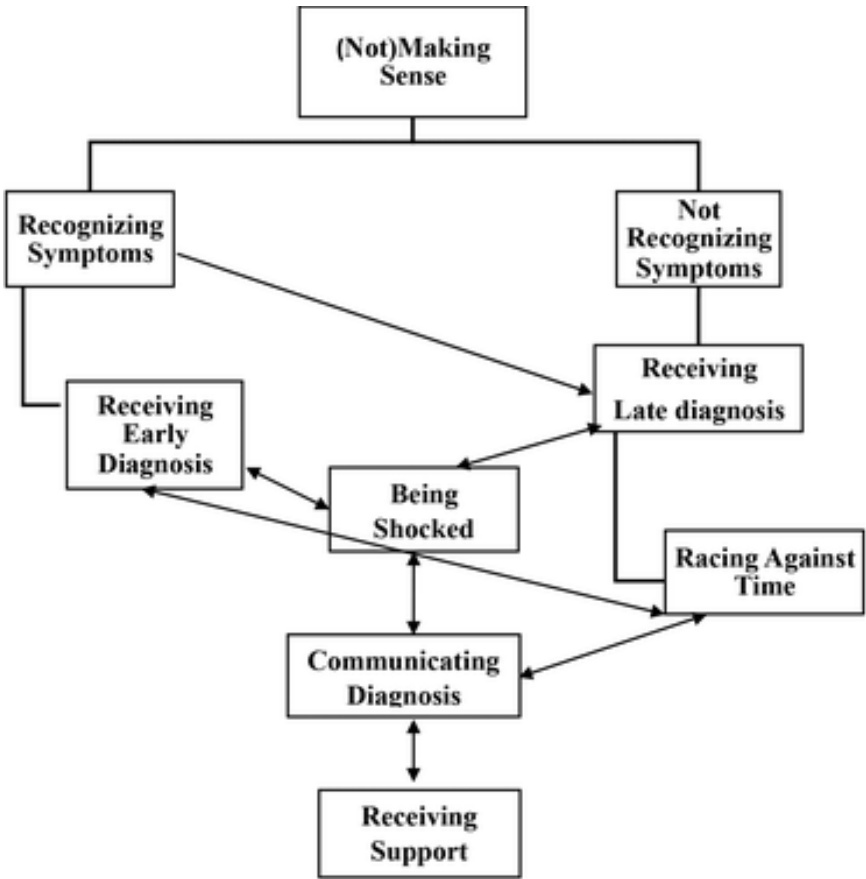 (Not)Making
Sense
Recognizing
Symptoms
Not
Recognizing
Symptoms
Receiving
Late diagnosis
Receiving
Early
Diagnosis
Being
Shocked
Racing Against
Time
Communicating
Diagnosis
Receiving
Support